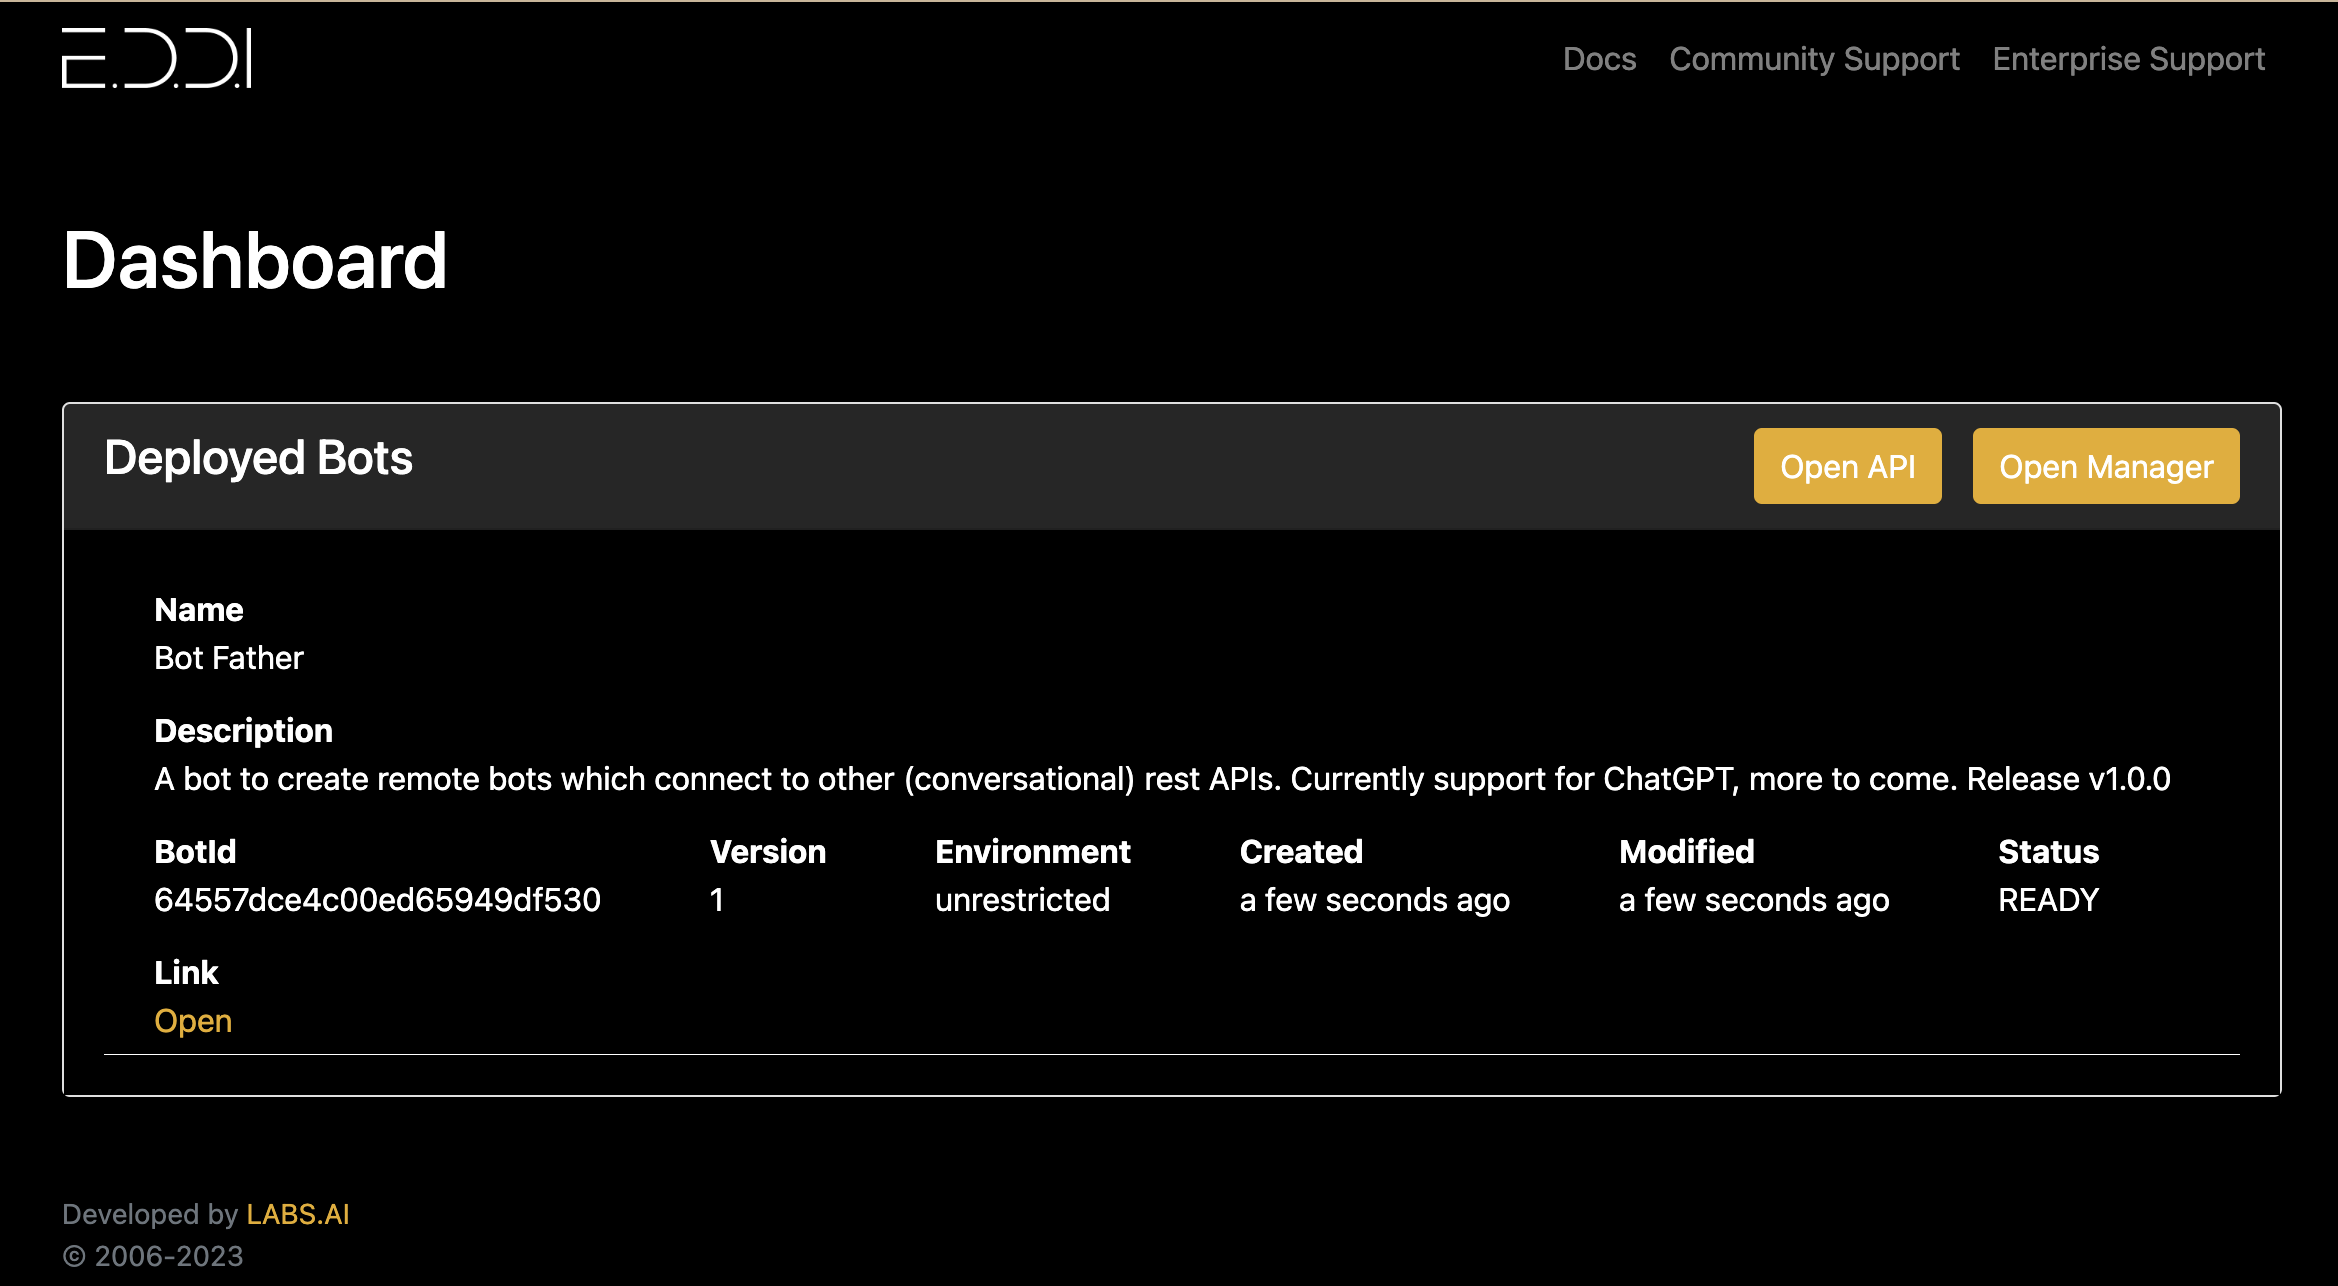 E.D.D.I
Docs Community Support Enterprise Support
Dashboard
Deployed Bots
Open API Open Manager
Name
Bot Father
Description
A bot to create remote bots which connect to other (conversational) rest APIs. Currently support for ChatGPT, more to come. Release v1.0.0
BotId Version Environment Created Modified Status
64557dce4c00ed65949df530 1 unrestricted a few seconds ago a few seconds ago READY
Link
Open
Developed by LABS.AI
© 2006-2023